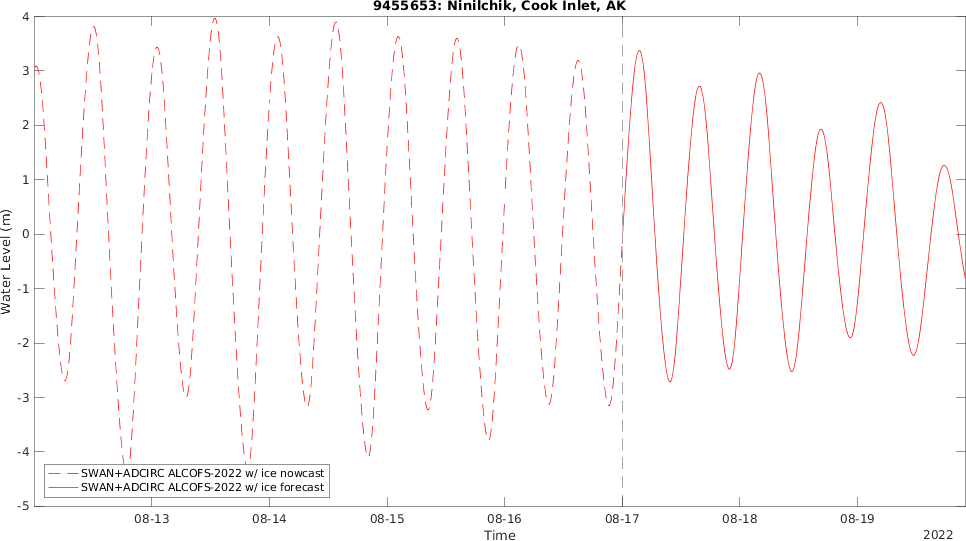 9455653: Ninilchik, Cook Inlet, AK
4
3
2
1
0
-1
-2
-3
-4
-5
Water Level (m)
SWAN+ADCIRC ALCOFS-2022 w/ ice nowcast
SWAN+ADCIRC ALCOFS-2022 w/ ice forecast
08-13 08-14 08-15 08-16 08-17 08-18 08-19
Time
2022